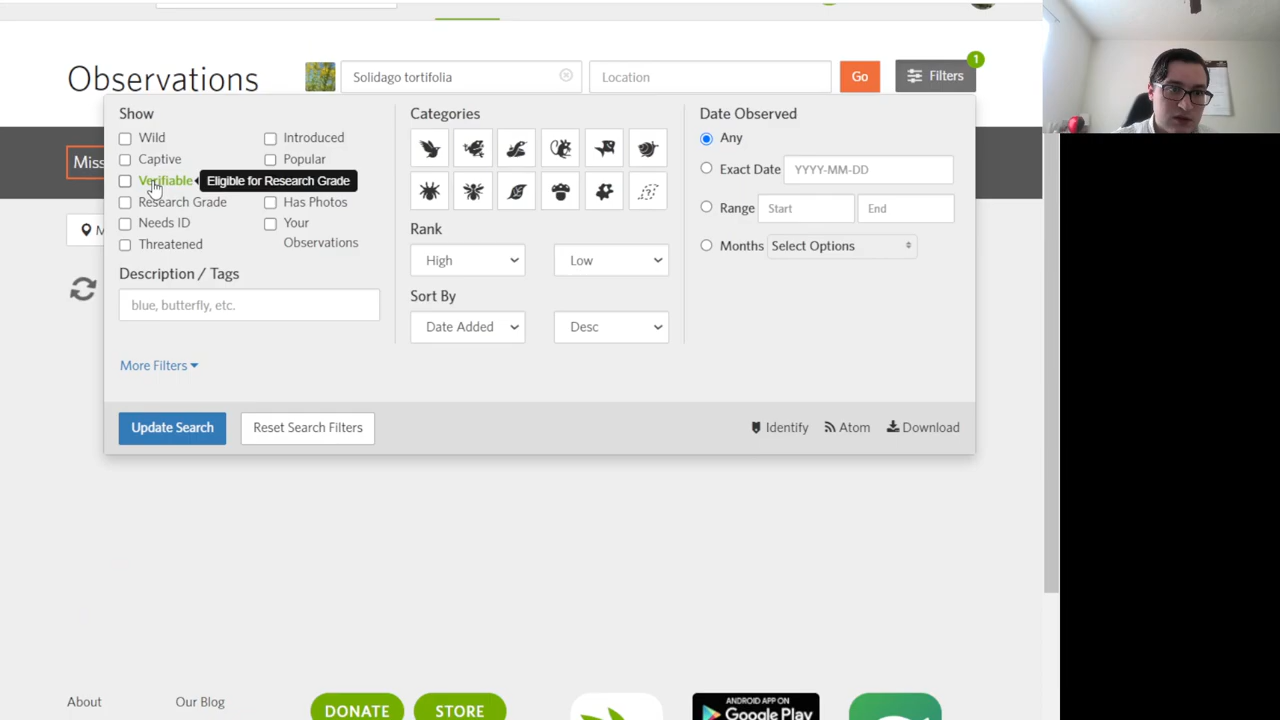 Observations
Solidago tortifolia
Location
Go
Filters
1
Show
Wild
Introduced
Captive
Popular
Verifiable
Eligible for Research Grade
Research Grade
Has Photos
Needs ID
Your Observations
Threatened
Description / Tags
blue, butterfly, etc.
More Filters
Categories
Rank
High
Low
Sort By
Date Added
Desc
Date Observed
Any
Exact Date
YYYY-MM-DD
Range
Start
End
Months
Select Options
Update Search
Reset Search Filters
Identify
Atom
Download
About
Our Blog
DONATE
STORE
ANDROID APP ON
Google Play